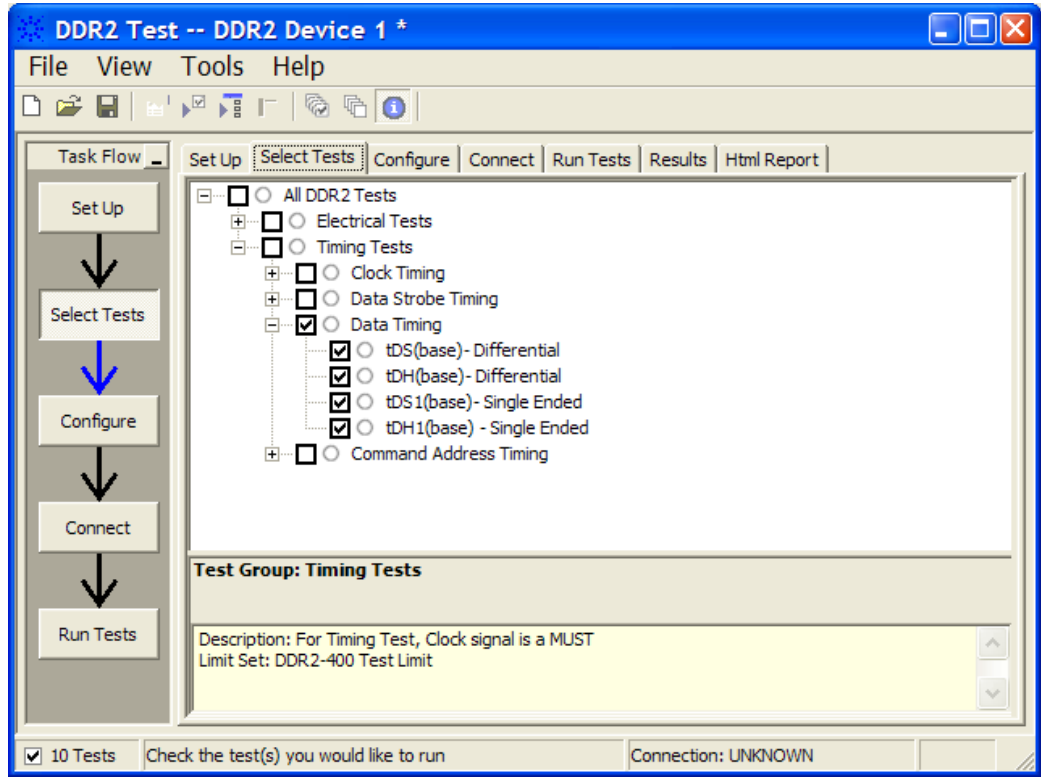 DDR2 Test -- DDR2 Device 1 *
File View Tools Help
Task Flow
Set Up
Select Tests
Configure
Connect
Run Tests
Set Up Select Tests Configure Connect Run Tests Results Html Report
All DDR2 Tests
Electrical Tests
Timing Tests
Clock Timing
Data Strobe Timing
Data Timing
tDS(base)- Differential
tDH(base)- Differential
tDS1(base)- Single Ended
tDH1(base) - Single Ended
Command Address Timing
Test Group: Timing Tests
Description: For Timing Test, Clock signal is a MUST
Limit Set: DDR2-400 Test Limit
10 Tests Check the test(s) you would like to run Connection: UNKNOWN